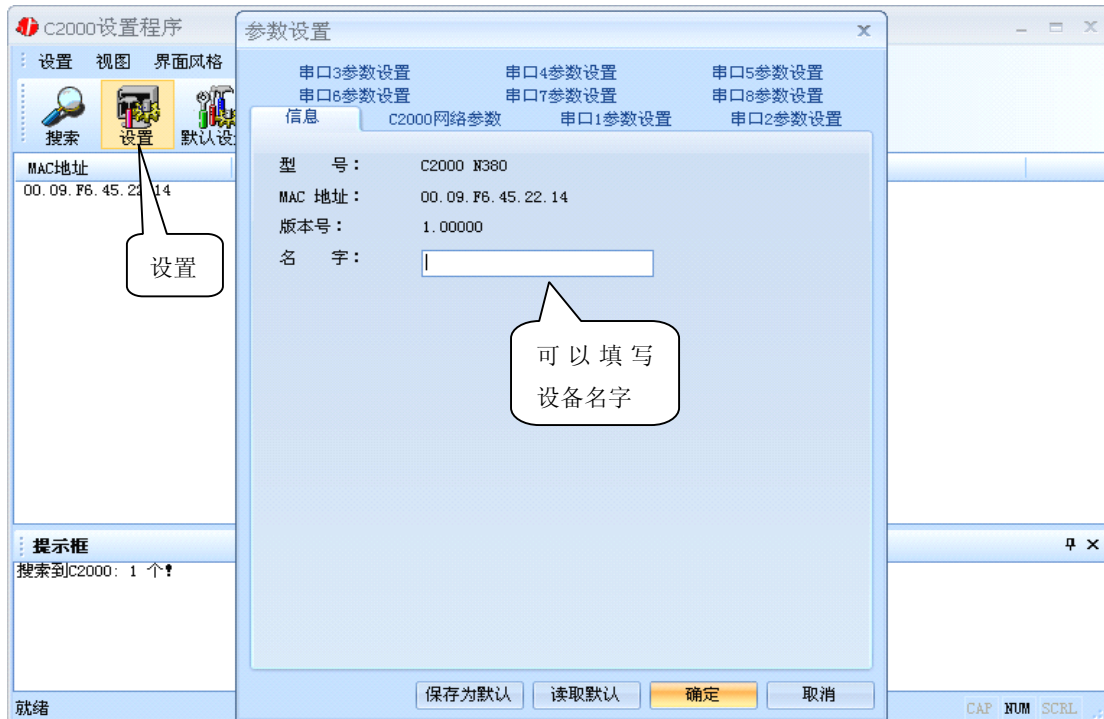 C2000设置程序
设置 视图 界面风格
搜索 设置 默认设
MAC地址
00.09.F6.45.22.14
设置
参数设置
串口3参数设置 串口4参数设置 串口5参数设置
串口6参数设置 串口7参数设置 串口8参数设置
信息 C2000网络参数 串口1参数设置 串口2参数设置
型 号： C2000 N380
MAC 地址： 00.09.F6.45.22.14
版本号： 1.00000
名 字：
可以填写
设备名字
保存为默认 读取默认 确定 取消
提示框
搜索到C2000: 1 个!
就绪
CAP NUM SCRL